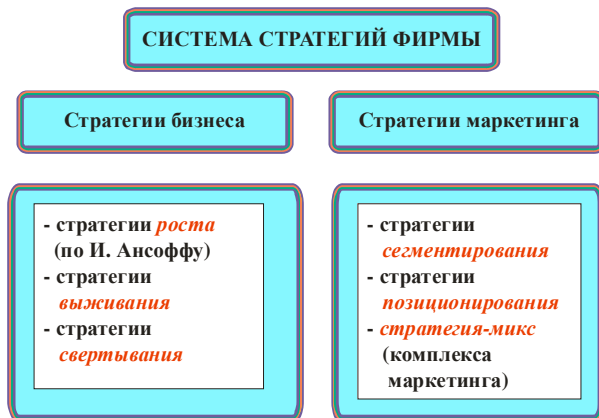 СИСТЕМА СТРАТЕГИЙ ФИРМЫ
Стратегии бизнеса
Стратегии маркетинга
- стратегии роста
(по И. Ансоффу)
- стратегии
выживания
- стратегии
свертывания
- стратегии
сегментирования
- стратегии
позиционирования
- стратегия-микс
(комплекса
маркетинга)